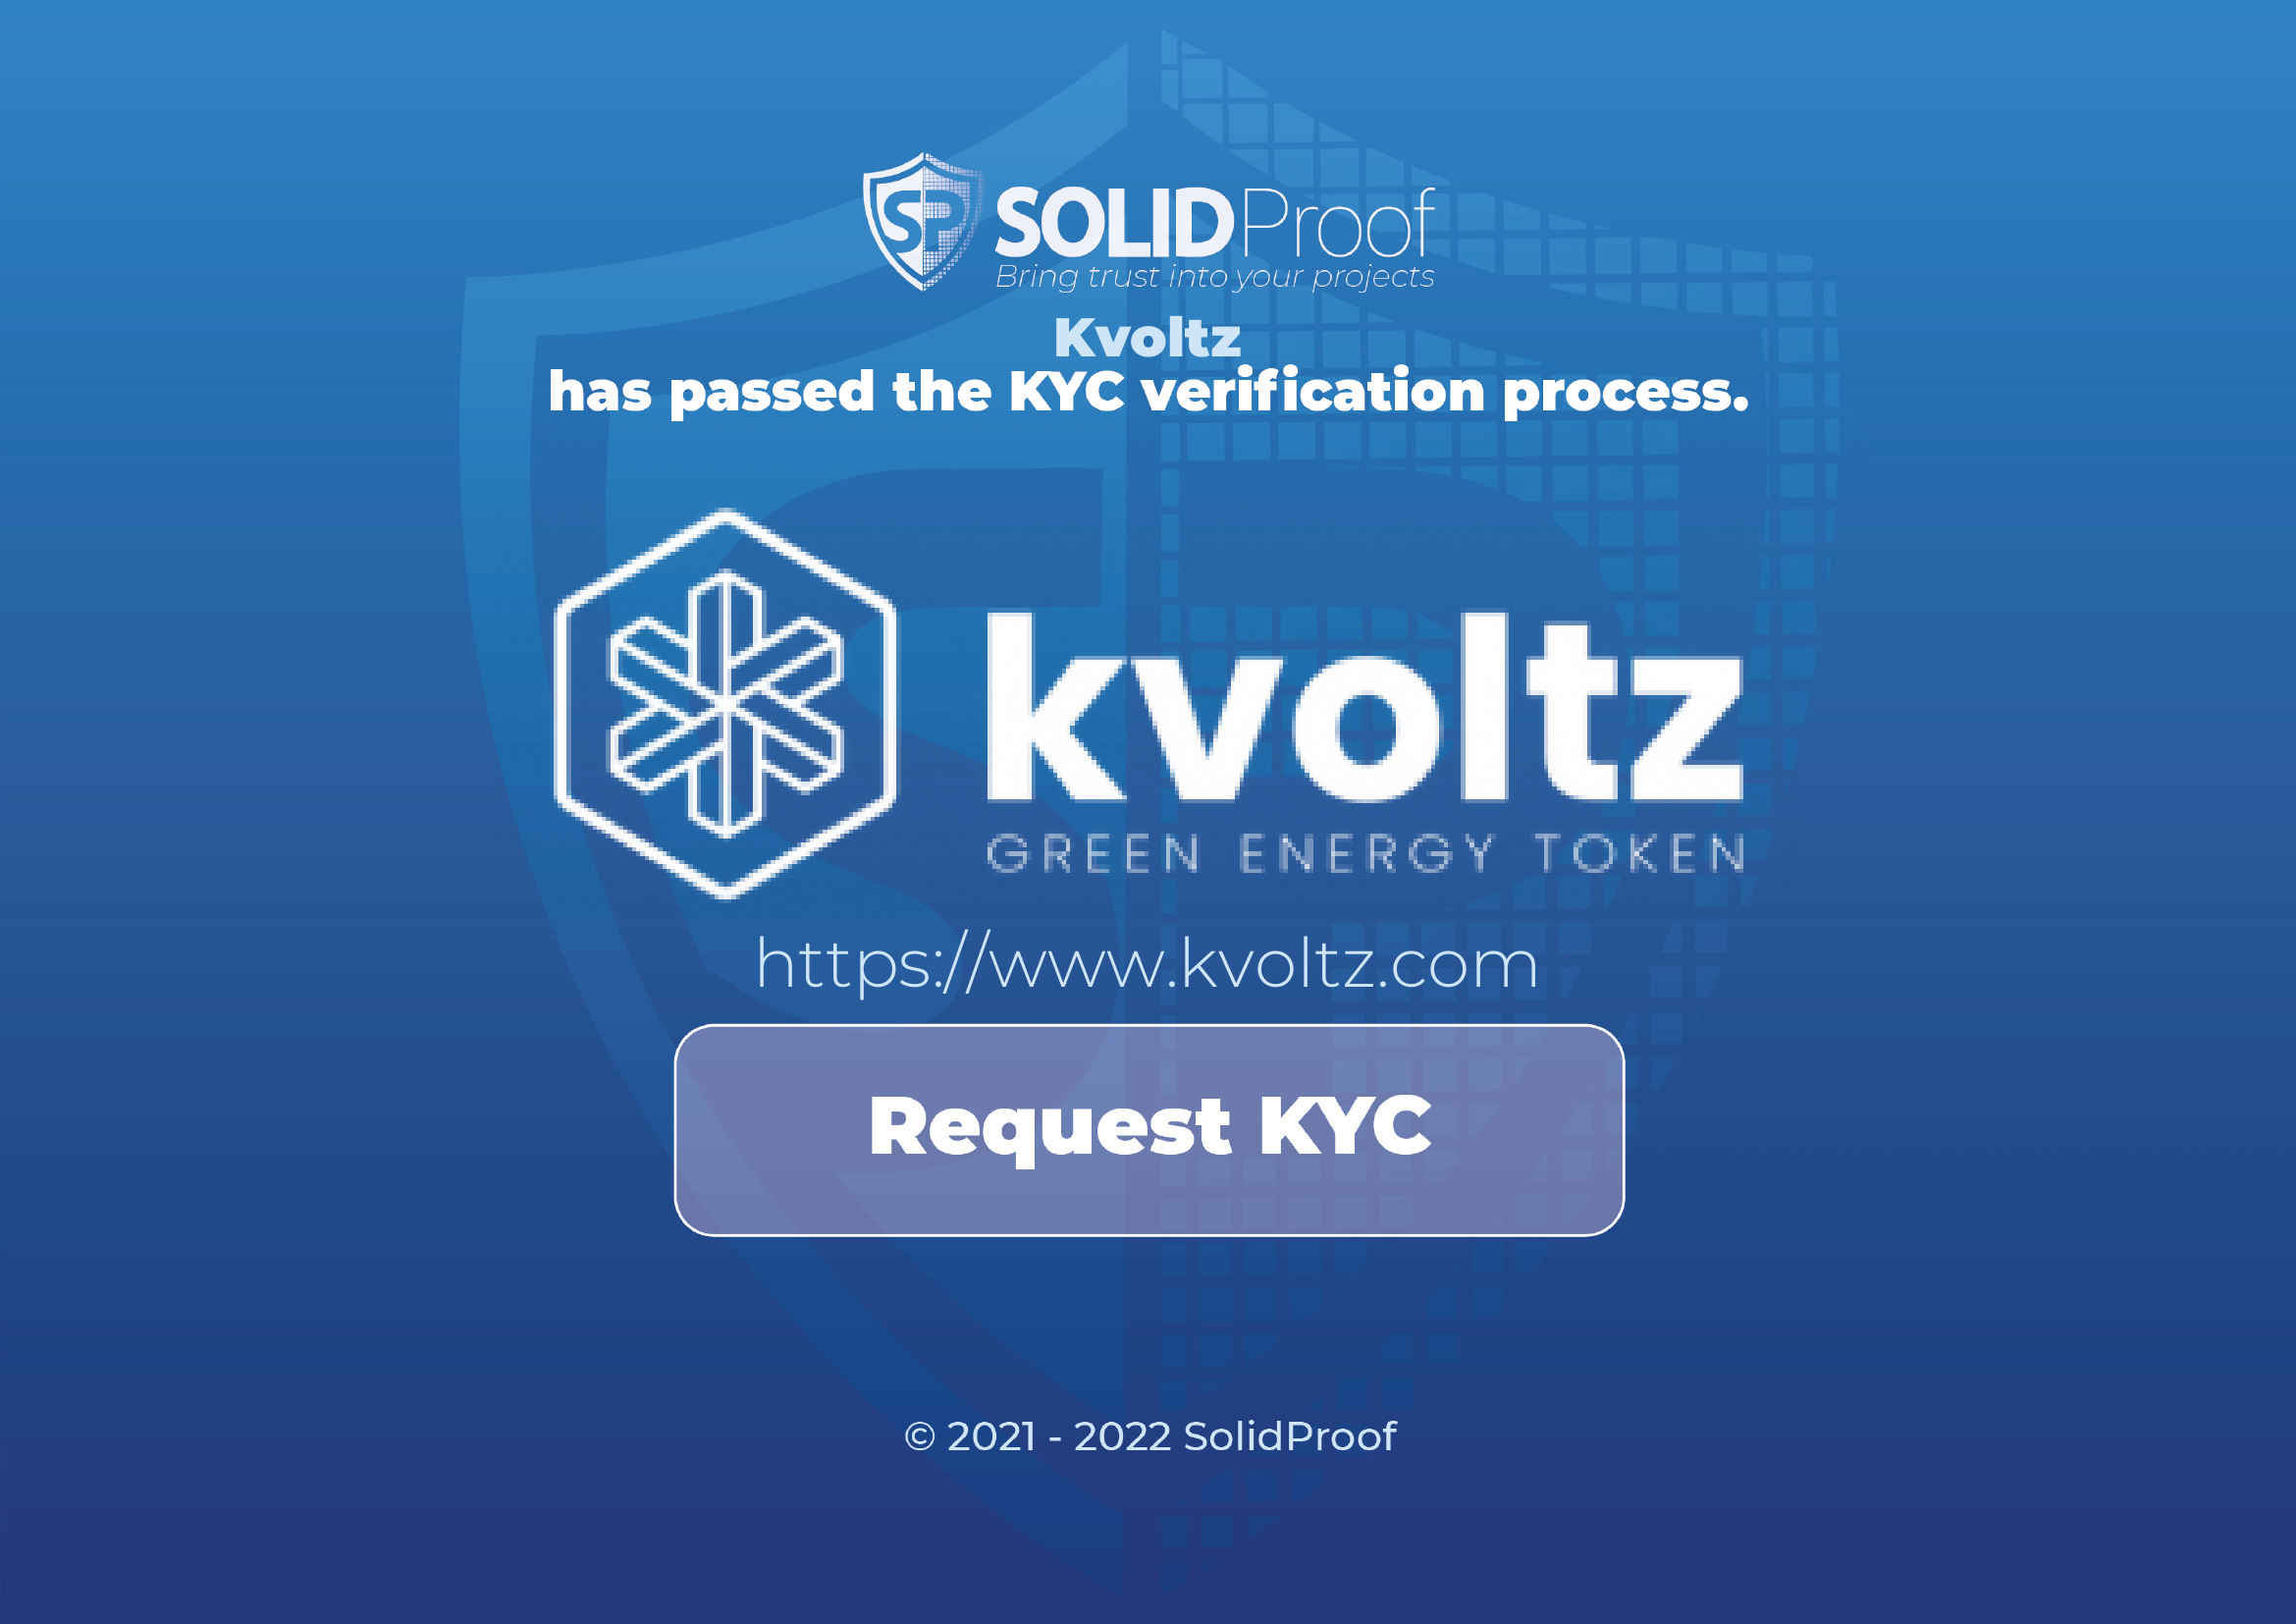 SOLIDProof
Bring trust into your projects
Kvoltz
has passed the KYC verification process.
kvoltz
GREEN ENERGY TOKEN
https://www.kvoltz.com
Request KYC
© 2021 - 2022 SolidProof